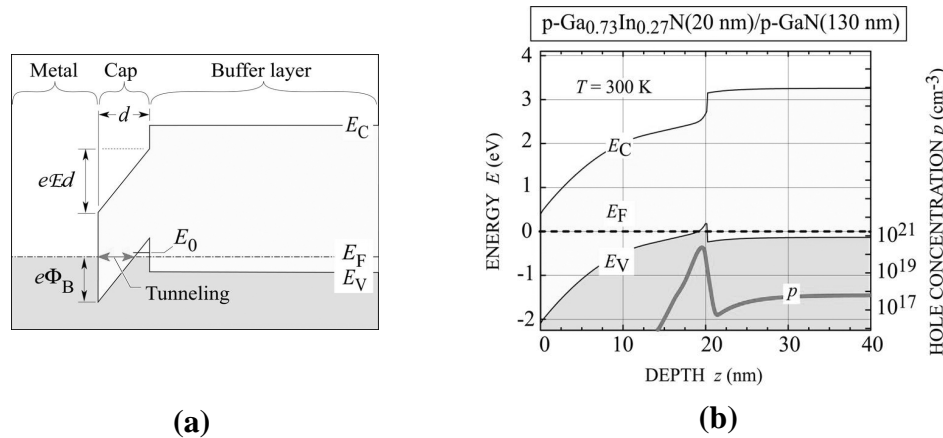 Metal Cap Buffer layer
d
E_C
eℰd
E_0
E_F
eΦ_B
E_V
Tunneling
(a)
p-Ga0.73In0.27N(20 nm)/p-GaN(130 nm)
T = 300 K
E_C
E_F
E_V
p
4
3
2
1
0
-1
-2
ENERGY E (eV)
10^21
10^19
10^17
HOLE CONCENTRATION p (cm^-3)
0 10 20 30 40
DEPTH z (nm)
(b)